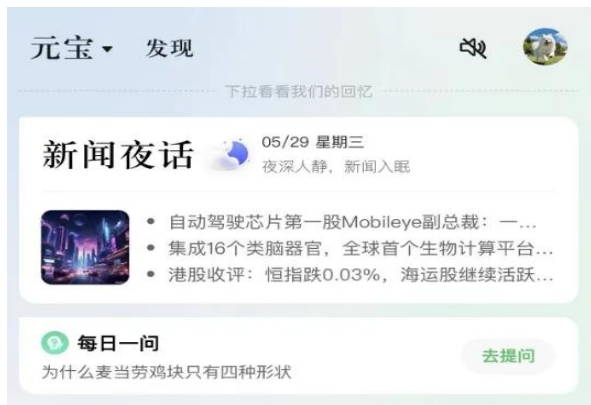 元宝 发现
下拉看看我们的回忆
新闻夜话
05/29 星期三
夜深人静，新闻入眠
自动驾驶芯片第一股Mobileye副总裁：一...
集成16个类脑器官，全球首个生物计算平台...
港股收评：恒指跌0.03%，海运股继续活跃...
每日一问
去提问
为什么麦当劳鸡块只有四种形状